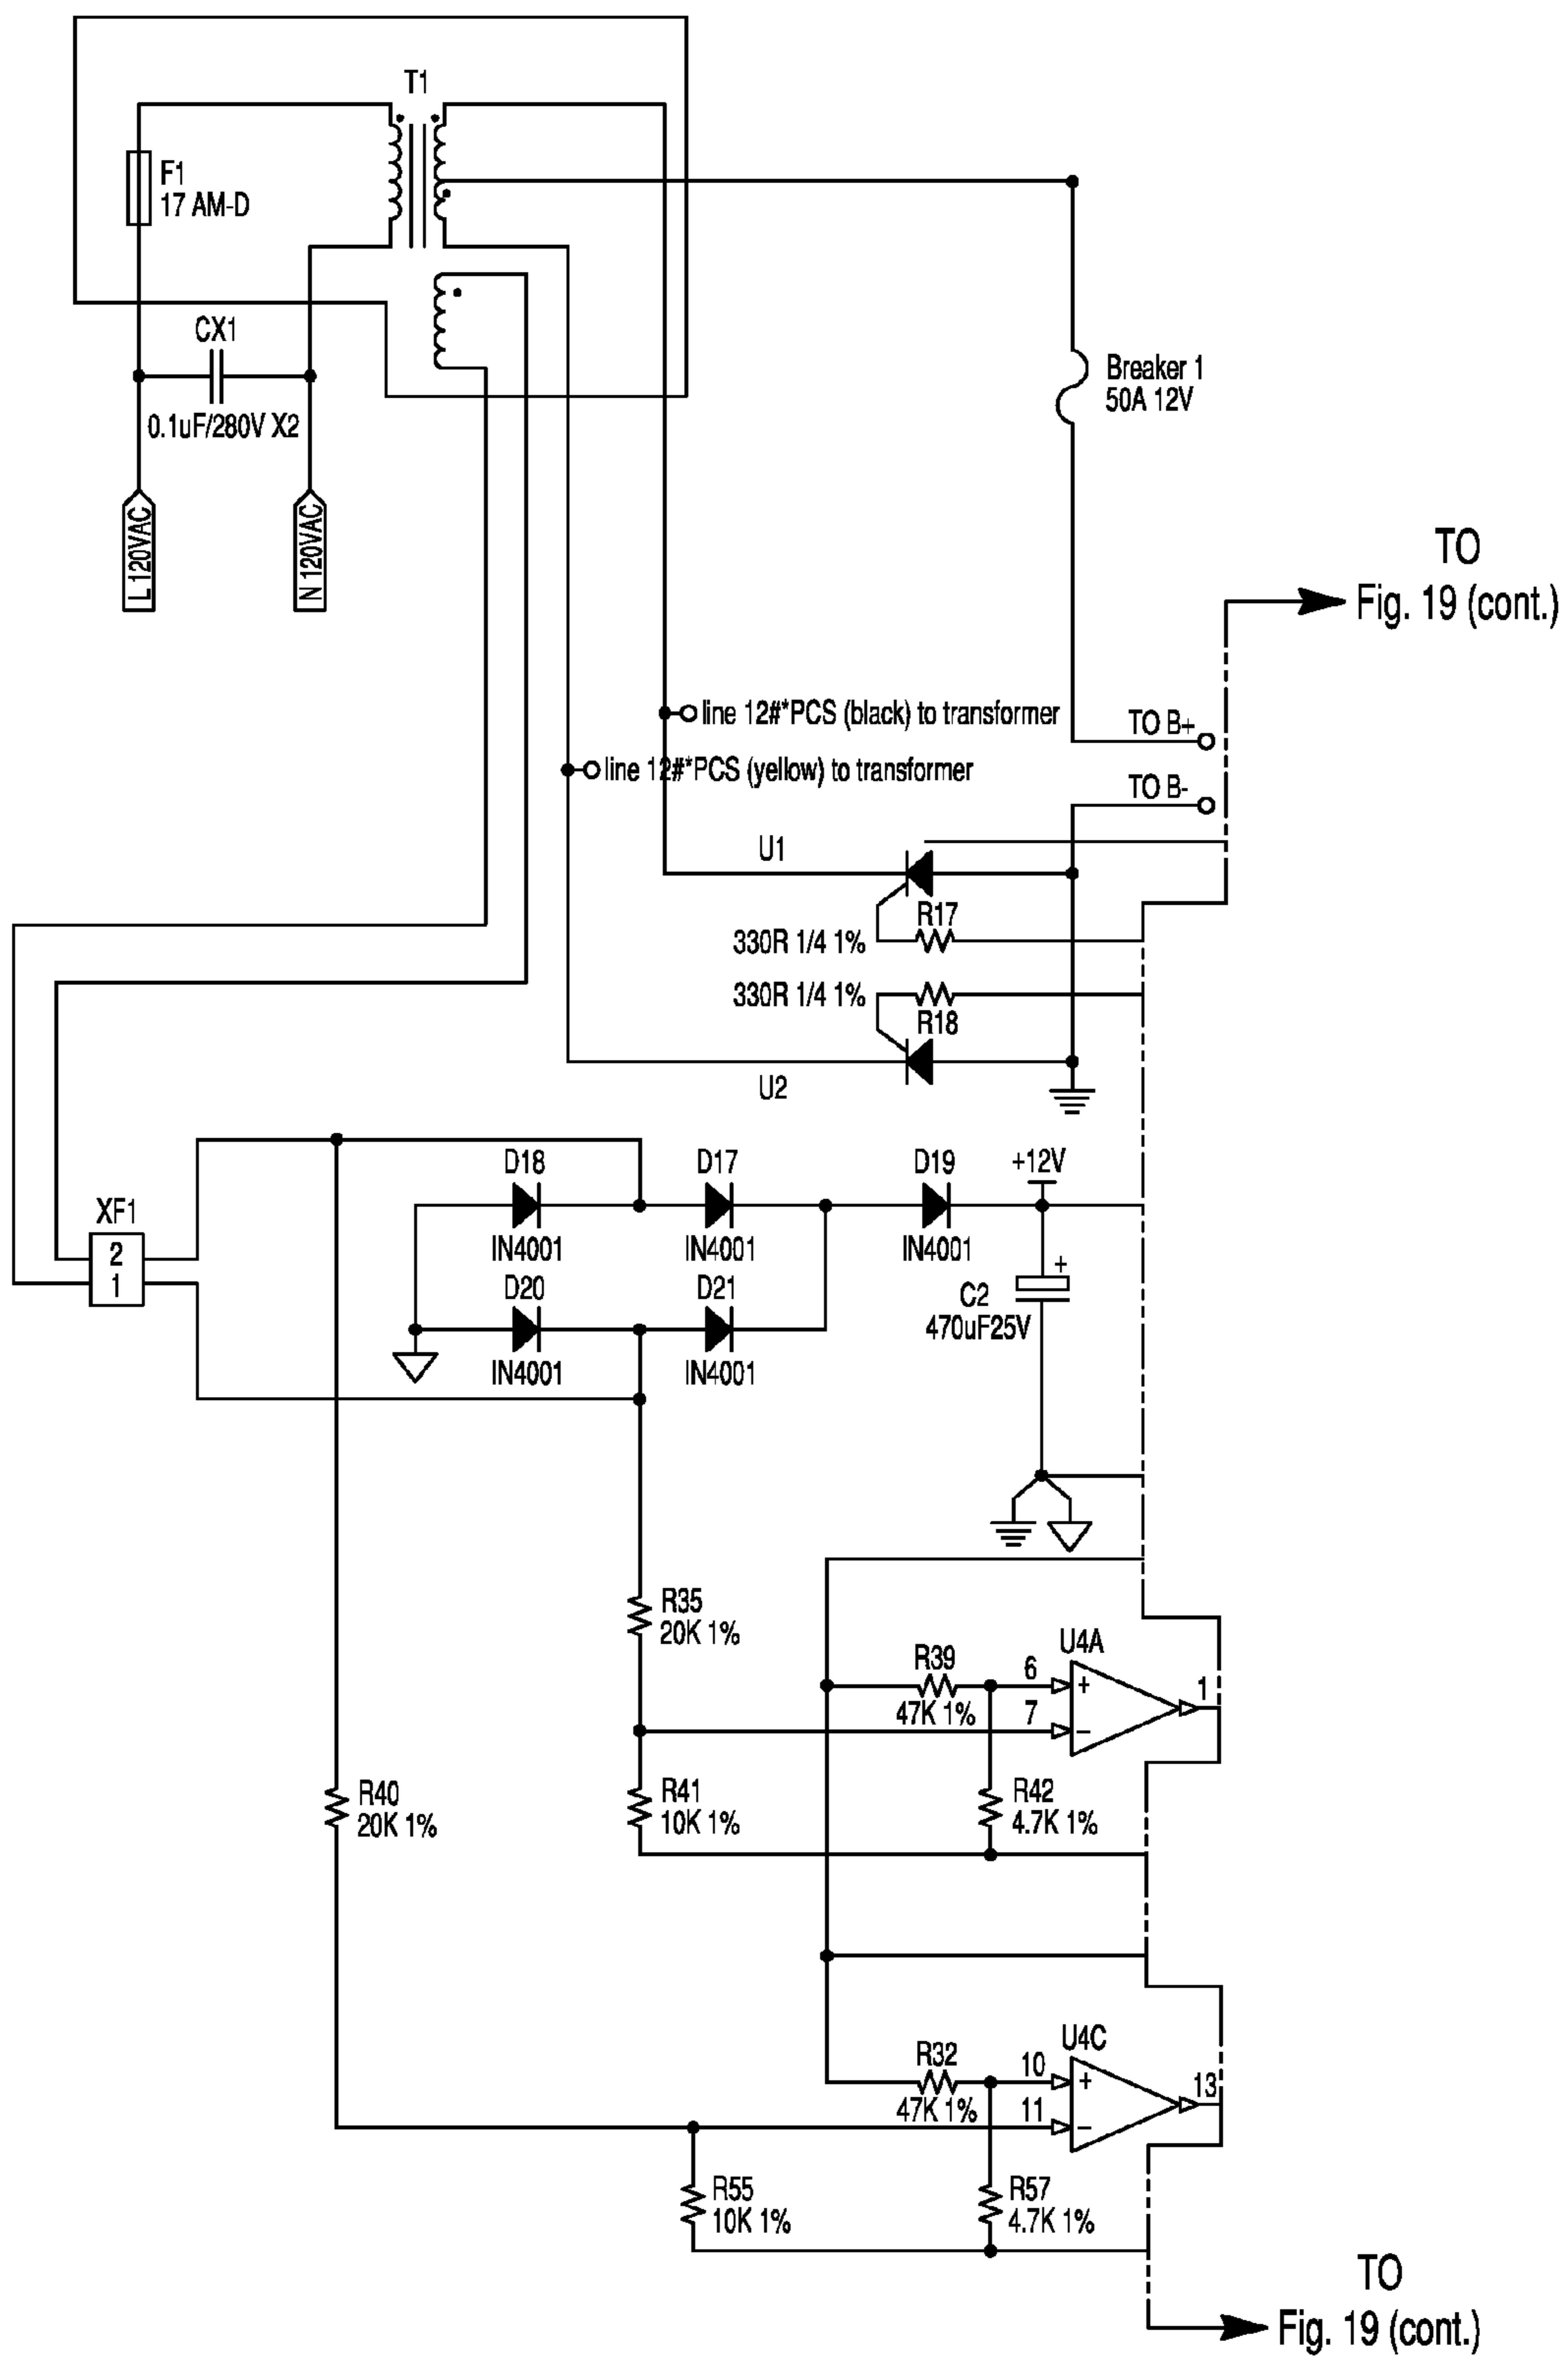 T1
F1
17 AM-D
CX1
0.1uF/280V X2
L 120VAC
N 120VAC
Breaker 1
50A 12V
TO
Fig. 19 (cont.)
line 12#*PCS (black) to transformer
TO B+
line 12#*PCS (yellow) to transformer
TO B-
U1
R17
330R 1/4 1%
330R 1/4 1%
R18
U2
D18
D17
D19
+12V
XF1
IN4001
IN4001
IN4001
2
1
D20
D21
+
C2
470uF25V
IN4001
IN4001
R35
20K 1%
U4A
R39
6
+
1
47K 1%
7
–
R40
20K 1%
R41
10K 1%
R42
4.7K 1%
U4C
R32
10
+
13
47K 1%
11
–
R55
10K 1%
R57
4.7K 1%
TO
Fig. 19 (cont.)